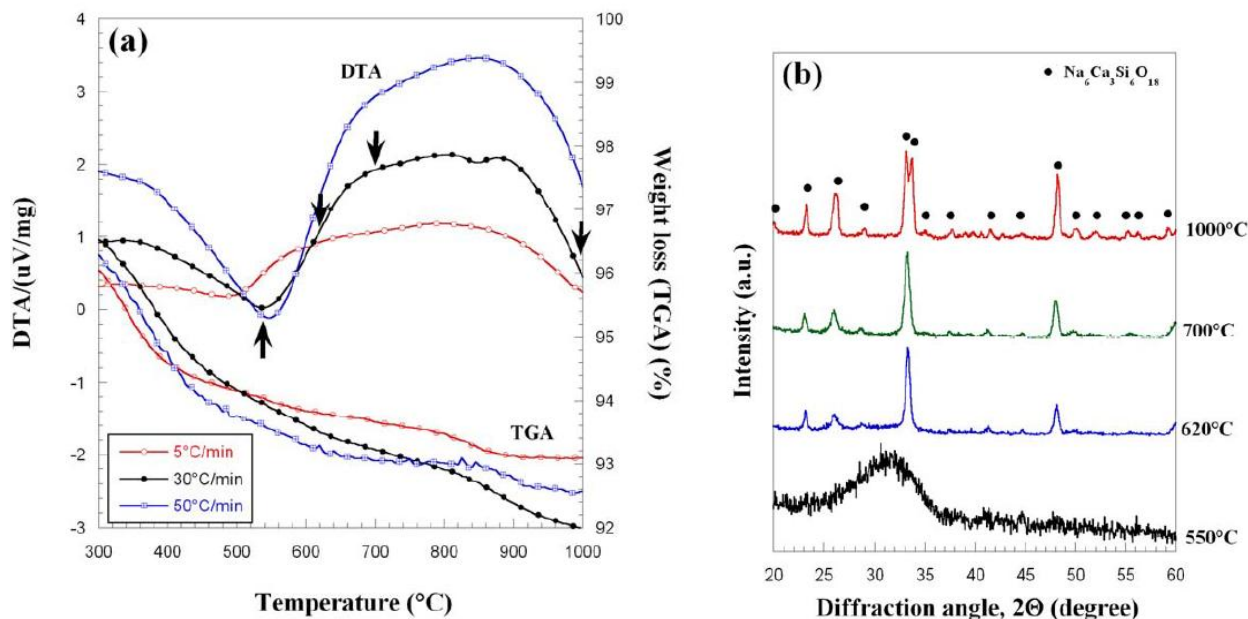 (a)
DTA
TGA
4
3
2
1
0
-1
-2
-3
DTA/(uV/mg)
100
99
98
97
96
95
94
93
92
Weight loss (TGA) (%)
5°C/min
30°C/min
50°C/min
300 400 500 600 700 800 900 1000
Temperature (°C)
(b)
● Na₆Ca₃Si₆O₁₈
1000°C
700°C
620°C
550°C
Intensity (a.u.)
20 25 30 35 40 45 50 55 60
Diffraction angle, 2Θ (degree)